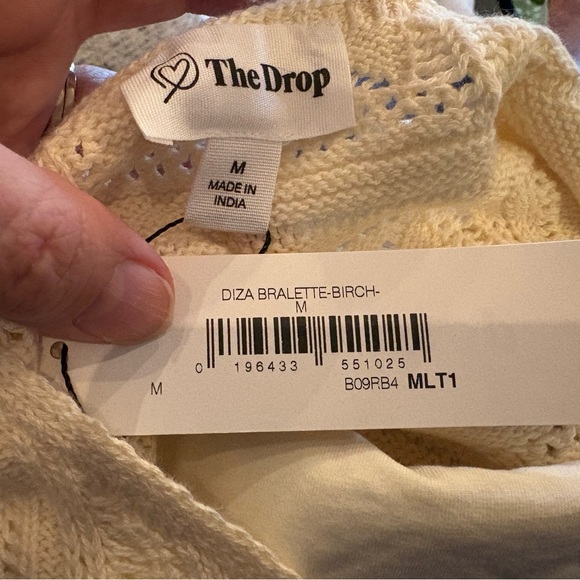 The Drop
M
MADE IN
INDIA
DIZA BRALETTE-BIRCH-
M
0 196433 551025
M B09RB4 MLT1